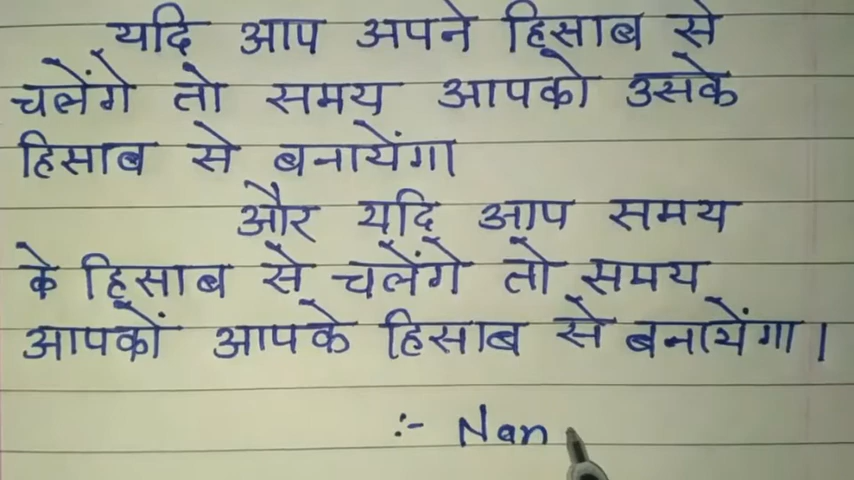 यदि आप अपने हिसाब से
चलेंगे तो समय आपको उसके
हिसाब से बनायेंगा
और यदि आप समय
के हिसाब से चलेंगे तो समय
आपकों आपके हिसाब से बनायेंगा।
:- Nan